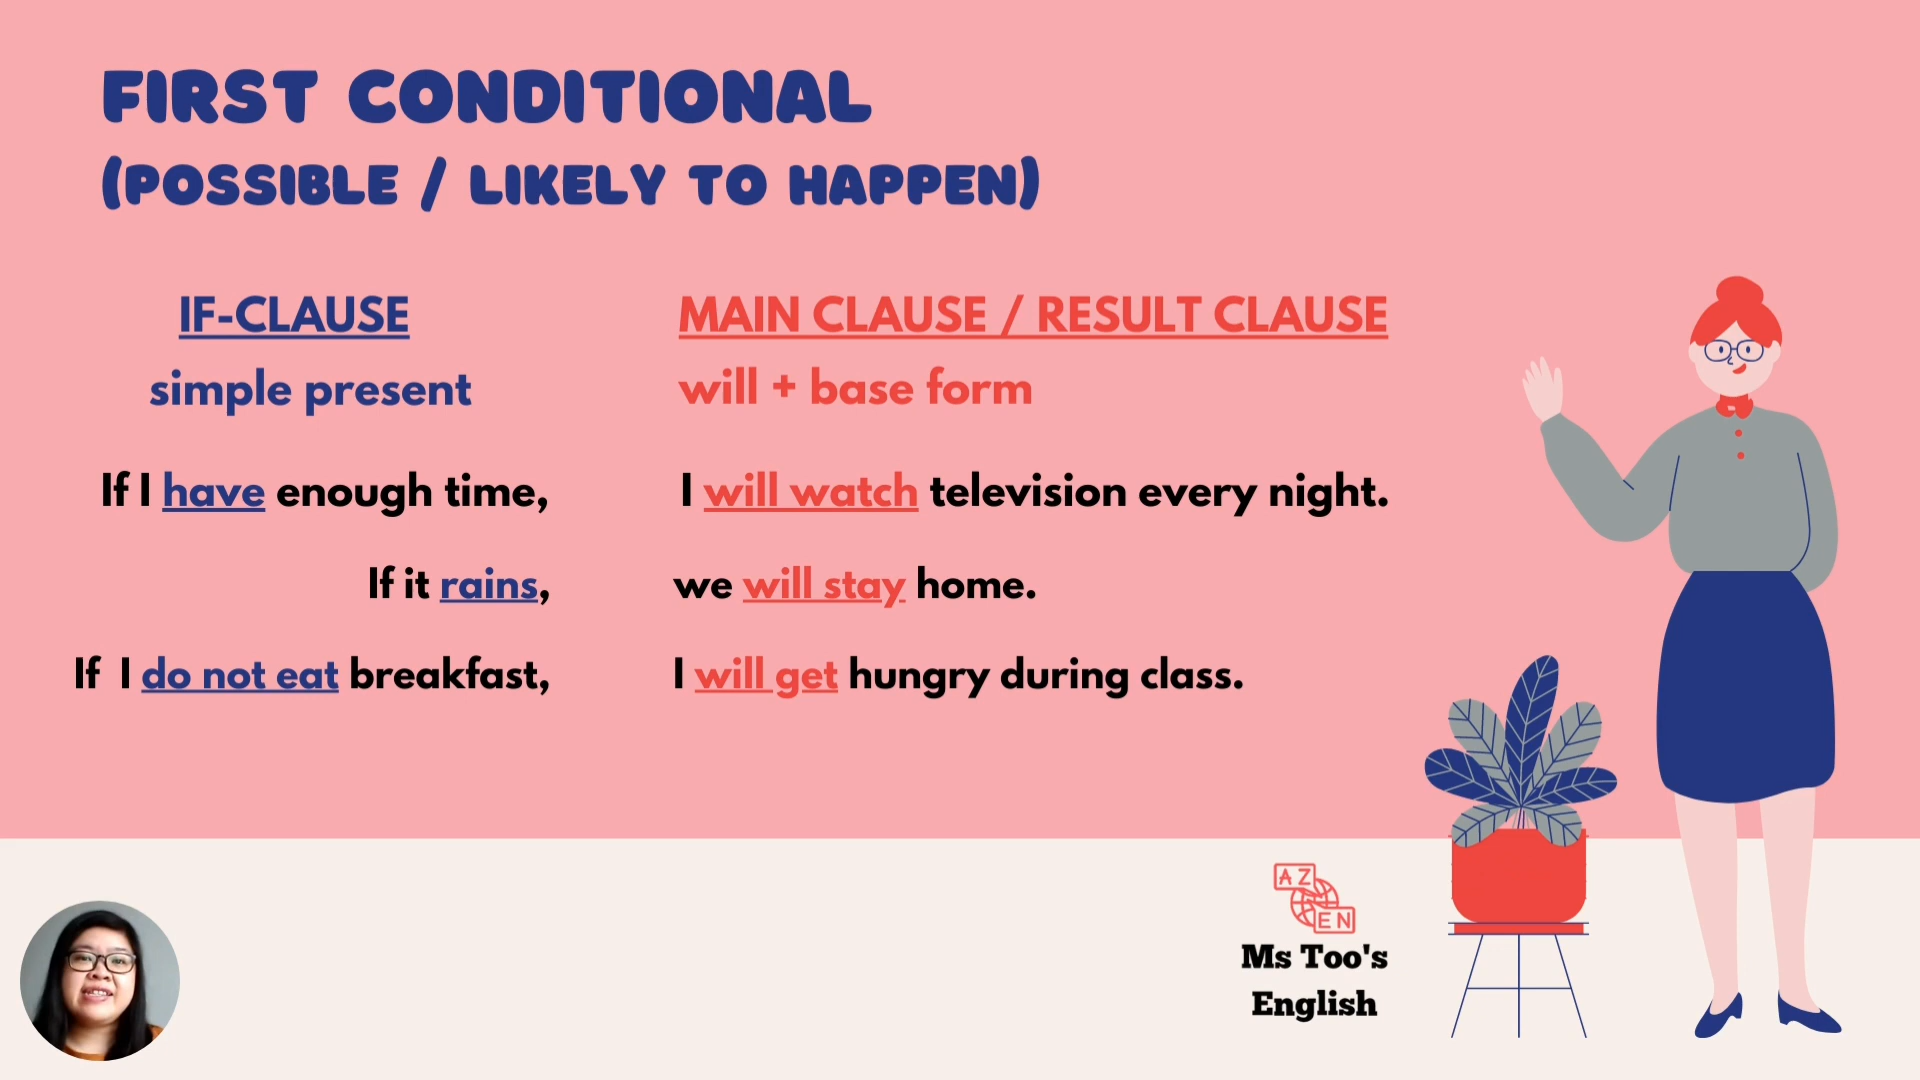 FIRST CONDITIONAL
(POSSIBLE / LIKELY TO HAPPEN)
IF-CLAUSE MAIN CLAUSE / RESULT CLAUSE
simple present will + base form
If I have enough time, I will watch television every night.
If it rains, we will stay home.
If I do not eat breakfast, I will get hungry during class.
A Z
EN
Ms Too's
English